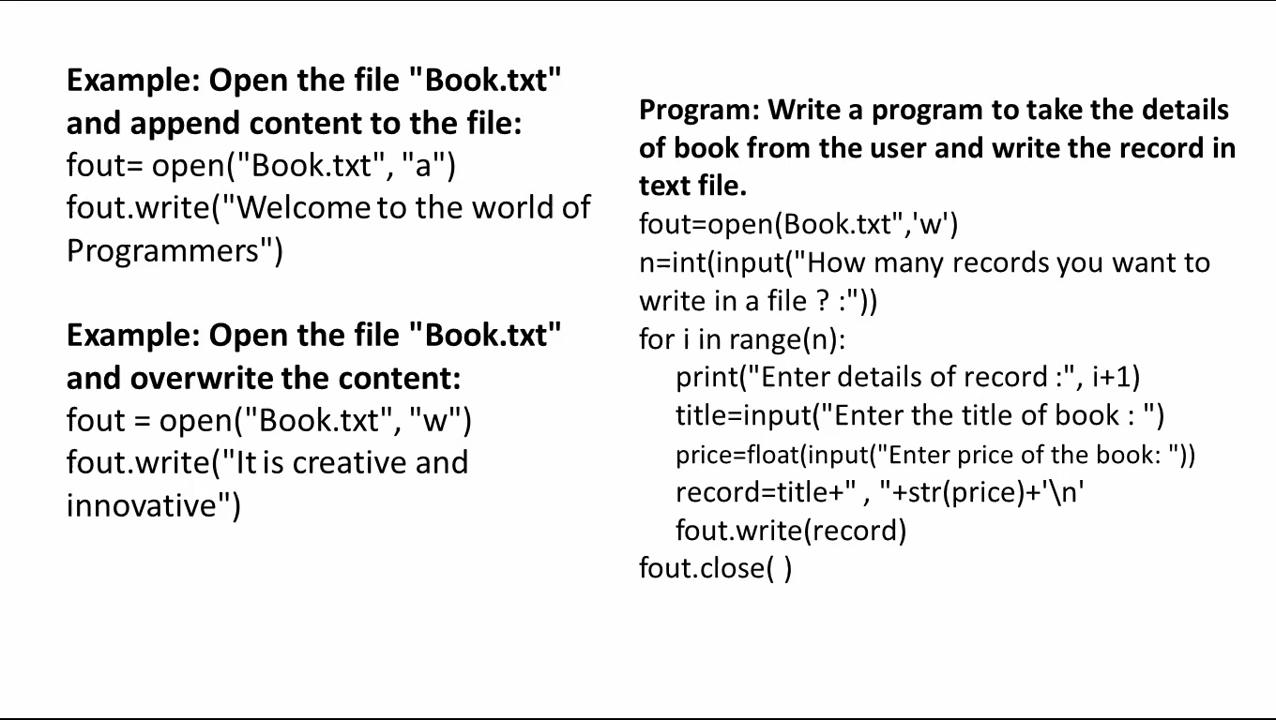 Example: Open the file "Book.txt"
and append content to the file:
fout= open("Book.txt", "a")
fout.write("Welcome to the world of
Programmers")
Example: Open the file "Book.txt"
and overwrite the content:
fout = open("Book.txt", "w")
fout.write("It is creative and
innovative")
Program: Write a program to take the details
of book from the user and write the record in
text file.
fout=open(Book.txt",'w')
n=int(input("How many records you want to
write in a file ? :"))
for i in range(n):
print("Enter details of record :", i+1)
title=input("Enter the title of book : ")
price=float(input("Enter price of the book: "))
record=title+" , "+str(price)+'\n'
fout.write(record)
fout.close( )